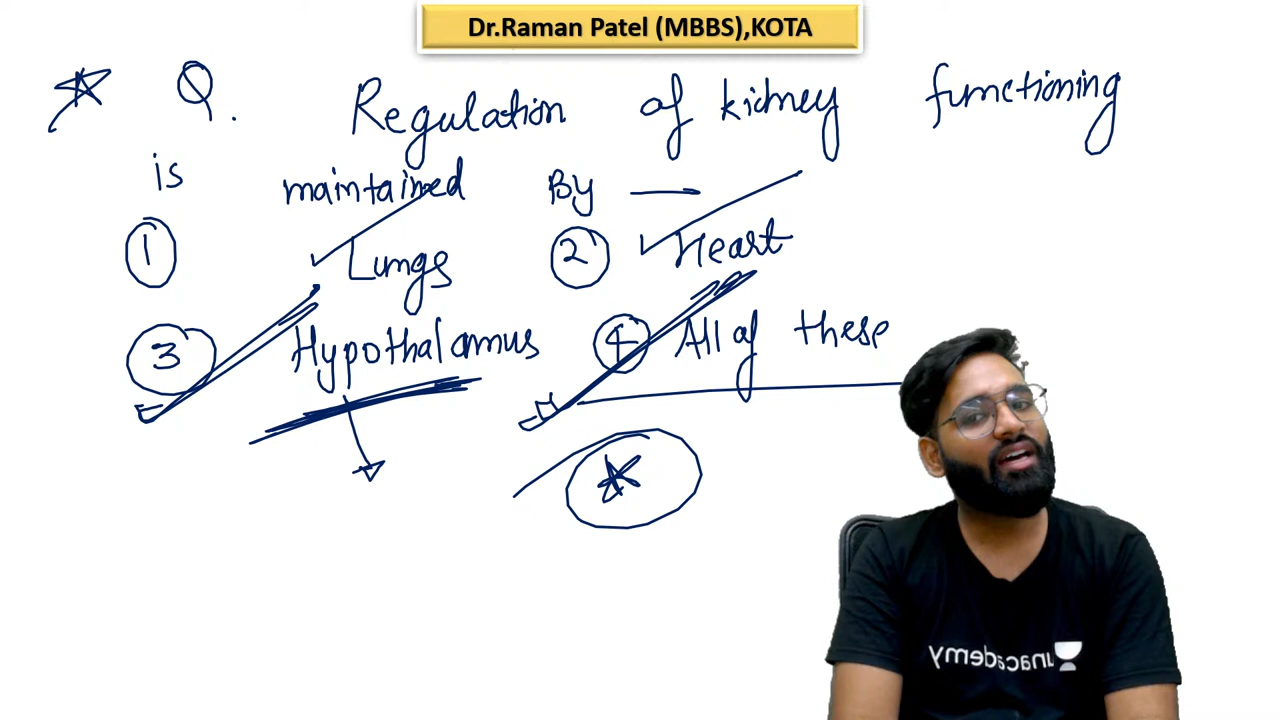 Dr.Raman Patel (MBBS),KOTA
Q. Regulation of kidney functioning
is maintained By —
1 Lungs 2 Heart
3 Hypothalamus 4 All of these
unacademy